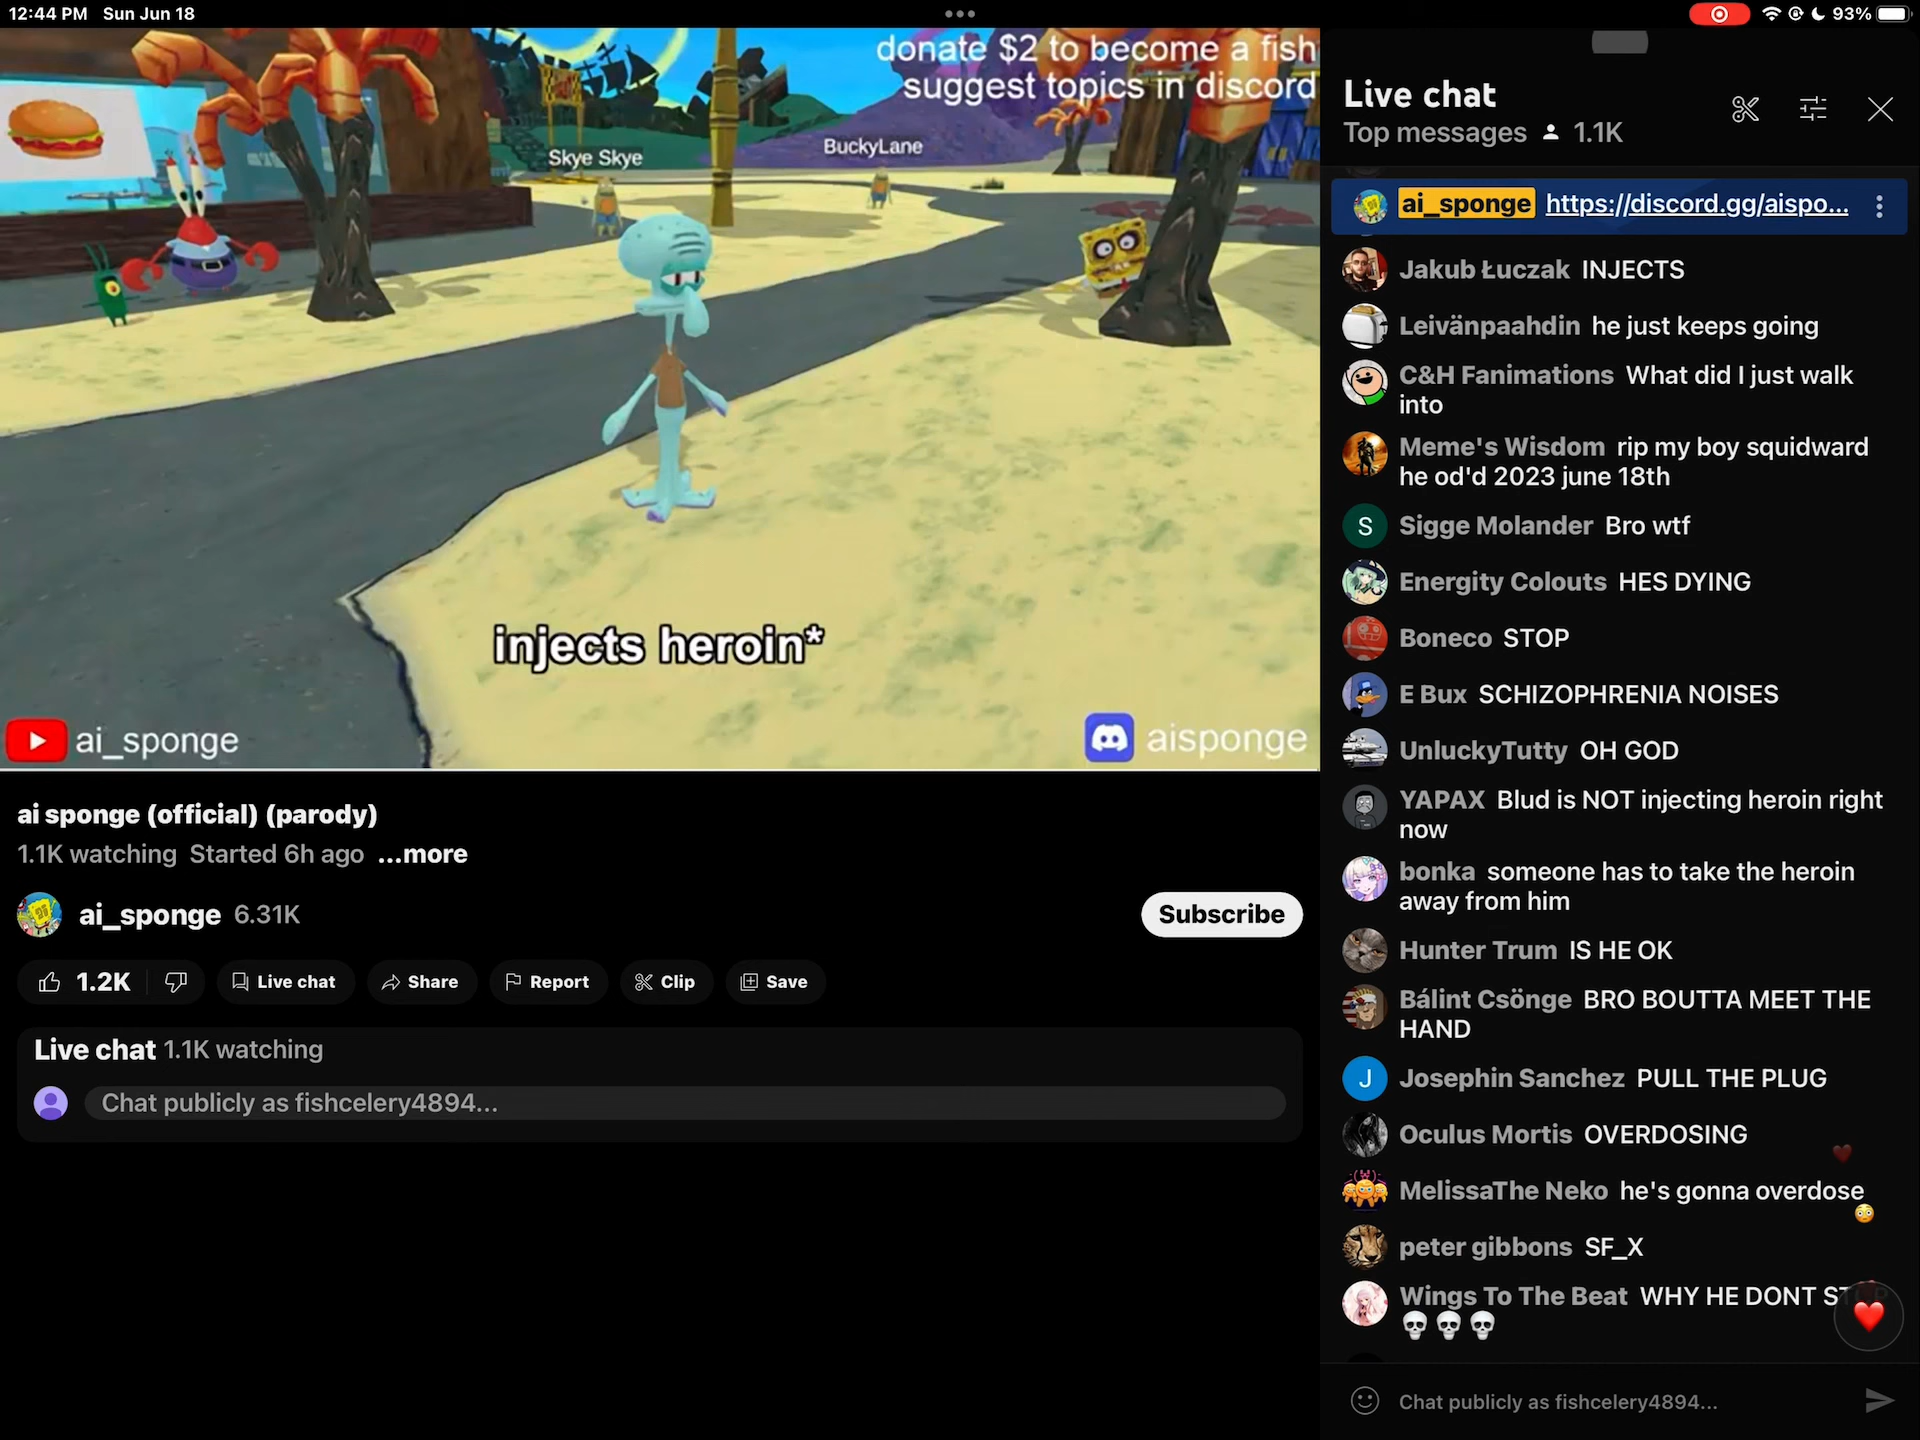 12:44 PM Sun Jun 18
93%
donate $2 to become a fish
suggest topics in discord
Skye Skye
BuckyLane
injects heroin*
ai_sponge
aisponge
ai sponge (official) (parody)
1.1K watching Started 6h ago ...more
ai_sponge 6.31K
Subscribe
1.2K
Live chat
Share
Report
Clip
Save
Live chat 1.1K watching
Chat publicly as fishcelery4894...
Live chat
Top messages 1.1K
ai_sponge https://discord.gg/aispo...
Jakub Łuczak INJECTS
Leivänpaahdin he just keeps going
C&H Fanimations What did I just walk
into
Meme's Wisdom rip my boy squidward
he od'd 2023 june 18th
S
Sigge Molander Bro wtf
Energity Colouts HES DYING
Boneco STOP
E Bux SCHIZOPHRENIA NOISES
UnluckyTutty OH GOD
YAPAX Blud is NOT injecting heroin right
now
bonka someone has to take the heroin
away from him
Hunter Trum IS HE OK
Bálint Csönge BRO BOUTTA MEET THE
HAND
J
Josephin Sanchez PULL THE PLUG
Oculus Mortis OVERDOSING
MelissaThe Neko he's gonna overdose
peter gibbons SF_X
Wings To The Beat WHY HE DONT
💀💀💀
Chat publicly as fishcelery4894...